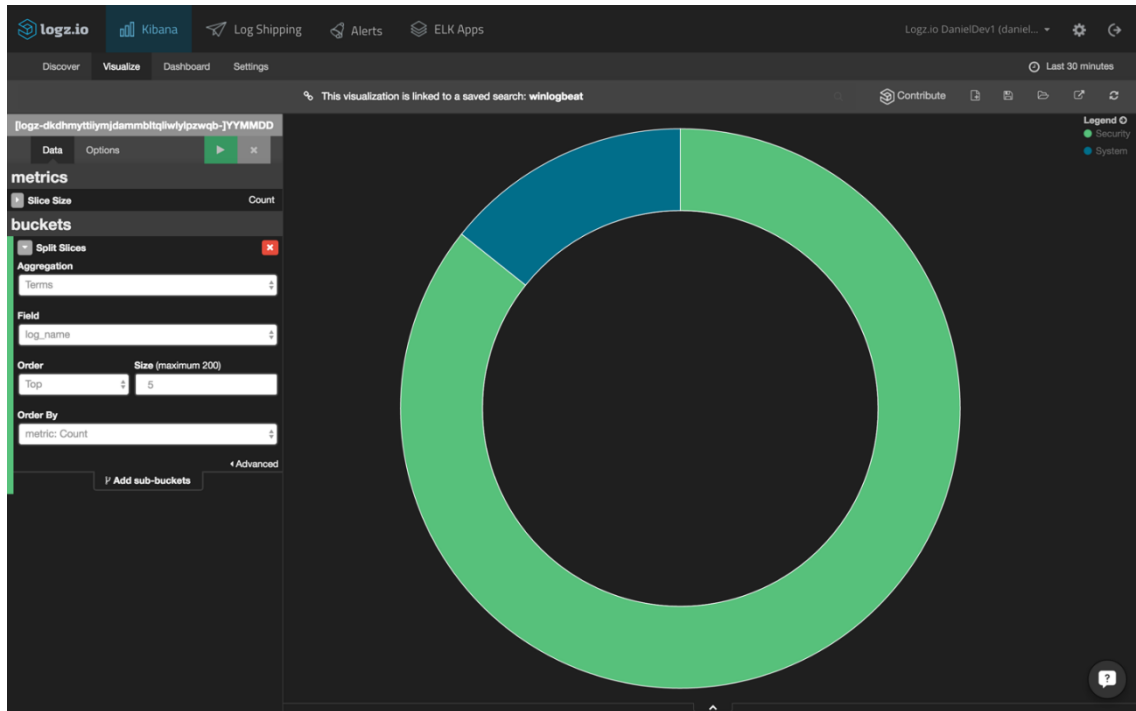 logz.io Kibana Log Shipping Alerts ELK Apps Logz.io DanielDev1 (daniel...
Discover Visualize Dashboard Settings Last 30 minutes
This visualization is linked to a saved search: winlogbeat Contribute
[logz-dkdhmyttiiymjdammbltqliwlylpzwqb-]YYMMDD
Legend
Data Options
Security
System
metrics
Slice Size Count
buckets
Split Slices
Aggregation
Terms
Field
log_name
Order Size (maximum 200)
Top 5
Order By
metric: Count
Advanced
Add sub-buckets
?